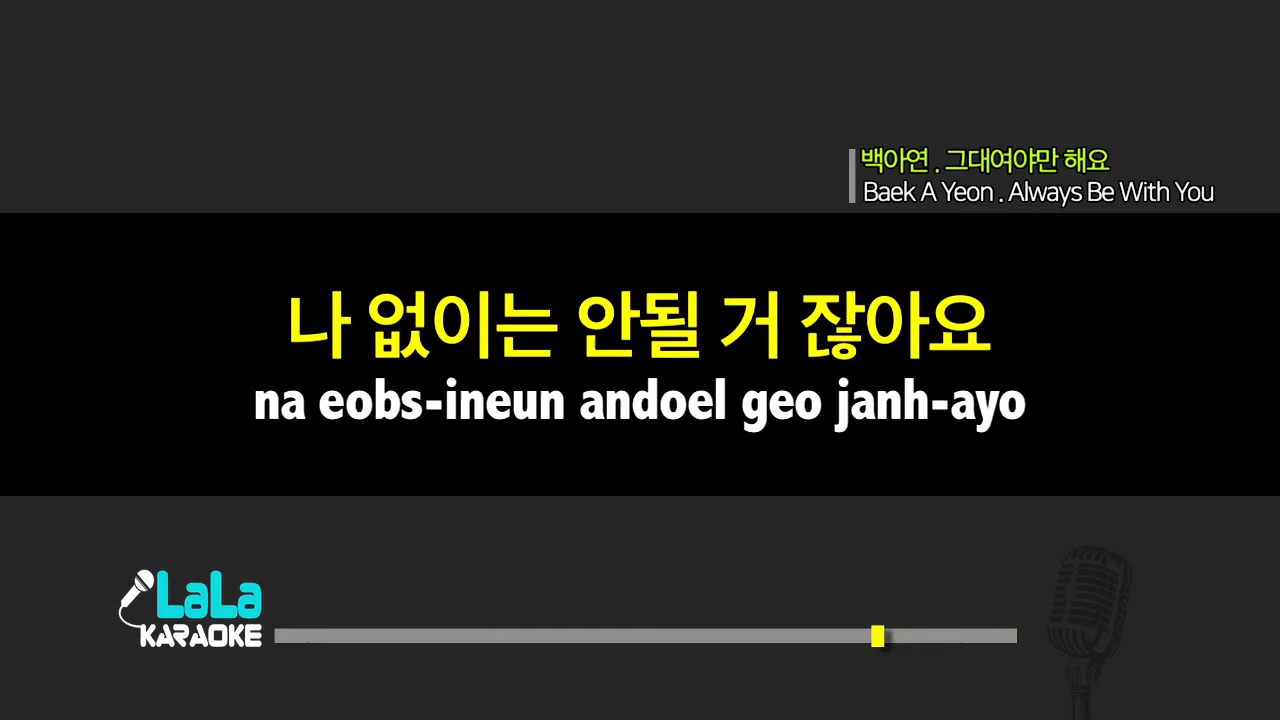 백아연 . 그대여야만 해요
Baek A Yeon . Always Be With You
나 없이는 안될 거 잖아요
na eobs-ineun andoel geo janh-ayo
LaLa
KARAOKE